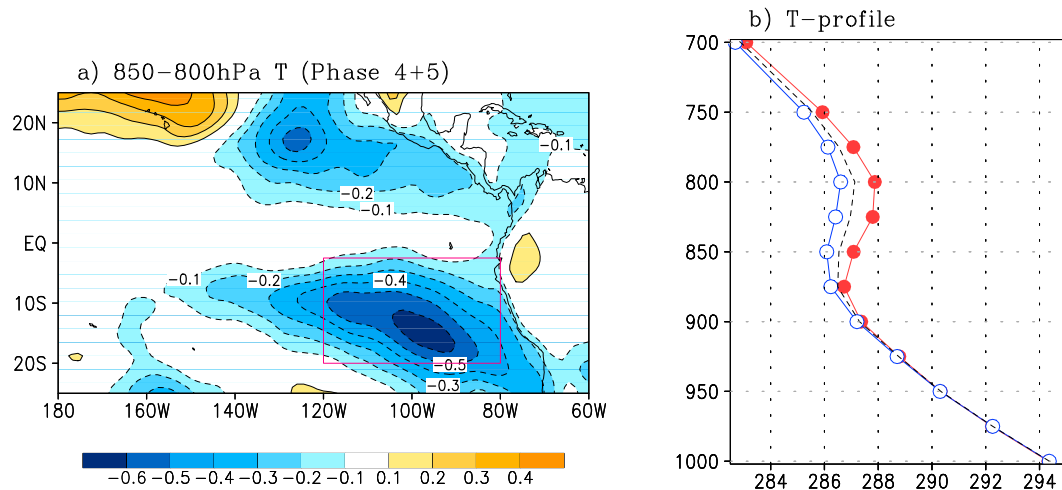 b) T-profile
a) 850-800hPa T (Phase 4+5)
700
750
800
850
900
950
1000
284 286 288 290 292 294
20N
10N
EQ
10S
20S
180 160W 140W 120W 100W 80W 60W
-0.1
-0.2
-0.1
-0.1
-0.2
-0.4
-0.5
-0.3
-0.6 -0.5 -0.4 -0.3 -0.2 -0.1 0.1 0.2 0.3 0.4